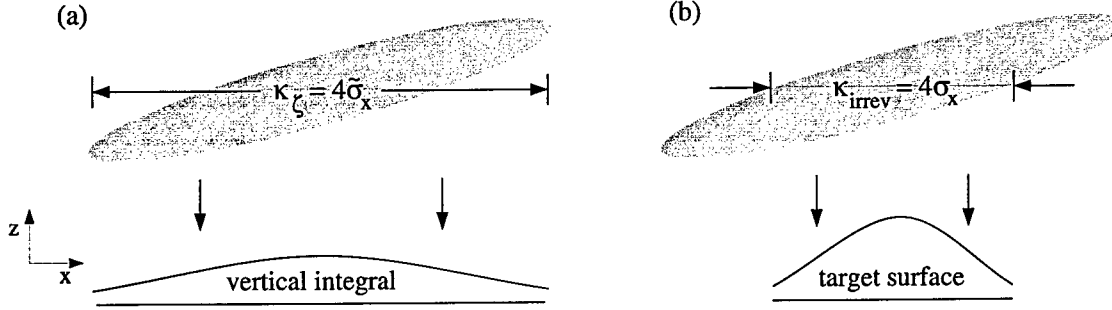 (a)
κζ = 4σ̃x
(b)
κirrev = 4σx
z
x
vertical integral
target surface